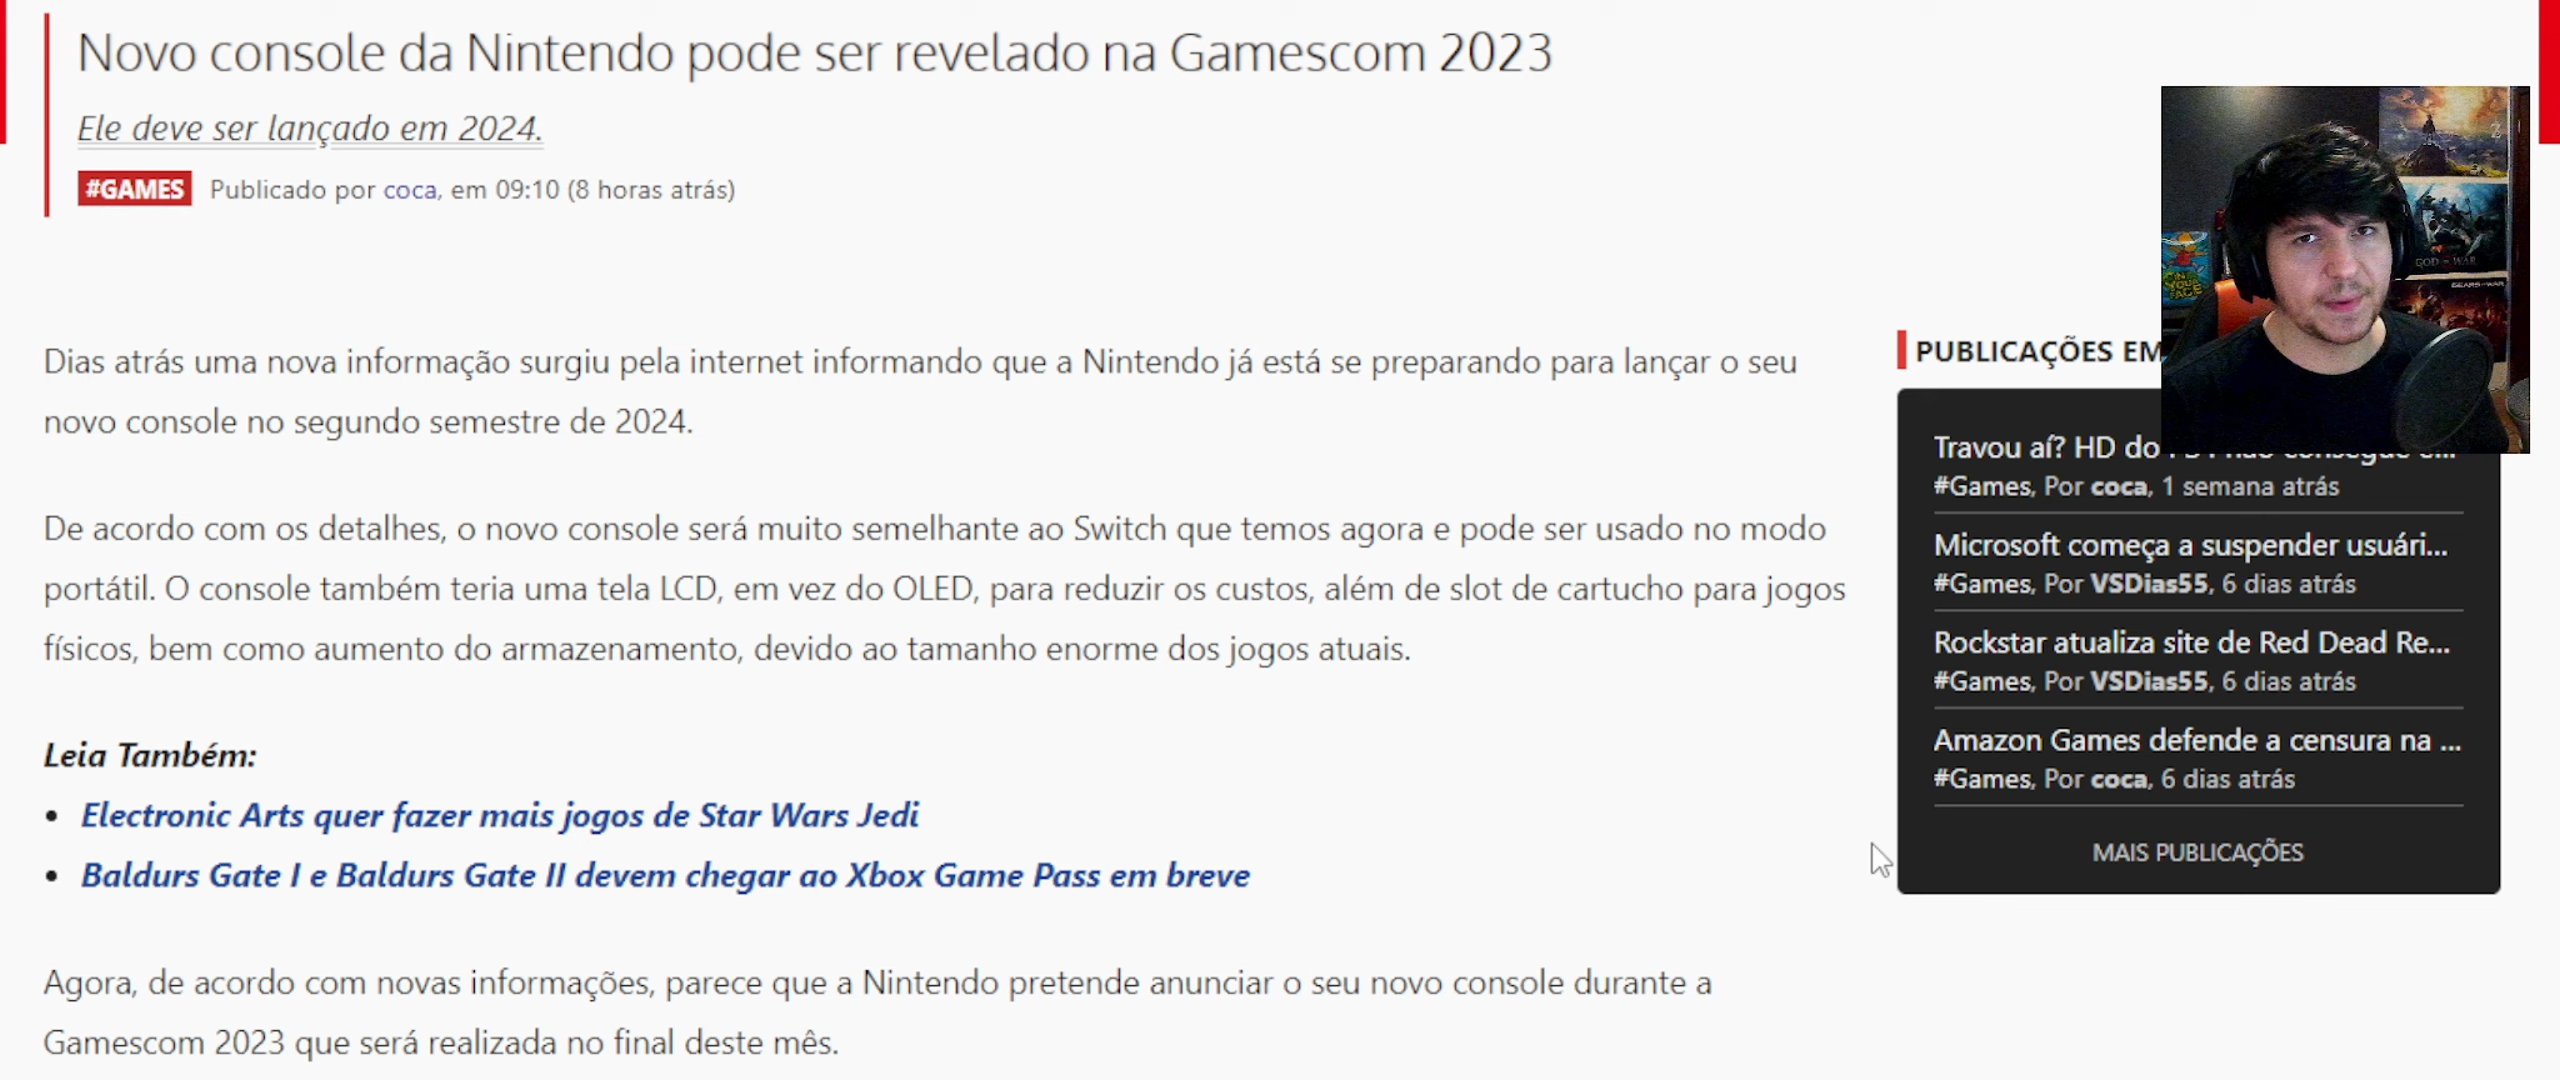 Novo console da Nintendo pode ser revelado na Gamescom 2023
Ele deve ser lançado em 2024.
#GAMES Publicado por coca, em 09:10 (8 horas atrás)
Dias atrás uma nova informação surgiu pela internet informando que a Nintendo já está se preparando para lançar o seu
novo console no segundo semestre de 2024.
De acordo com os detalhes, o novo console será muito semelhante ao Switch que temos agora e pode ser usado no modo
portátil. O console também teria uma tela LCD, em vez do OLED, para reduzir os custos, além de slot de cartucho para jogos
físicos, bem como aumento do armazenamento, devido ao tamanho enorme dos jogos atuais.
Leia Também:
• Electronic Arts quer fazer mais jogos de Star Wars Jedi
• Baldurs Gate I e Baldurs Gate II devem chegar ao Xbox Game Pass em breve
Agora, de acordo com novas informações, parece que a Nintendo pretende anunciar o seu novo console durante a
Gamescom 2023 que será realizada no final deste mês.
PUBLICAÇÕES EM
Travou aí? HD do
#Games, Por coca, 1 semana atrás
Microsoft começa a suspender usuári...
#Games, Por VSDias55, 6 dias atrás
Rockstar atualiza site de Red Dead Re...
#Games, Por VSDias55, 6 dias atrás
Amazon Games defende a censura na ...
#Games, Por coca, 6 dias atrás
MAIS PUBLICAÇÕES
GOD OF WAR
GEARS OF WAR
IN YOUR FACE